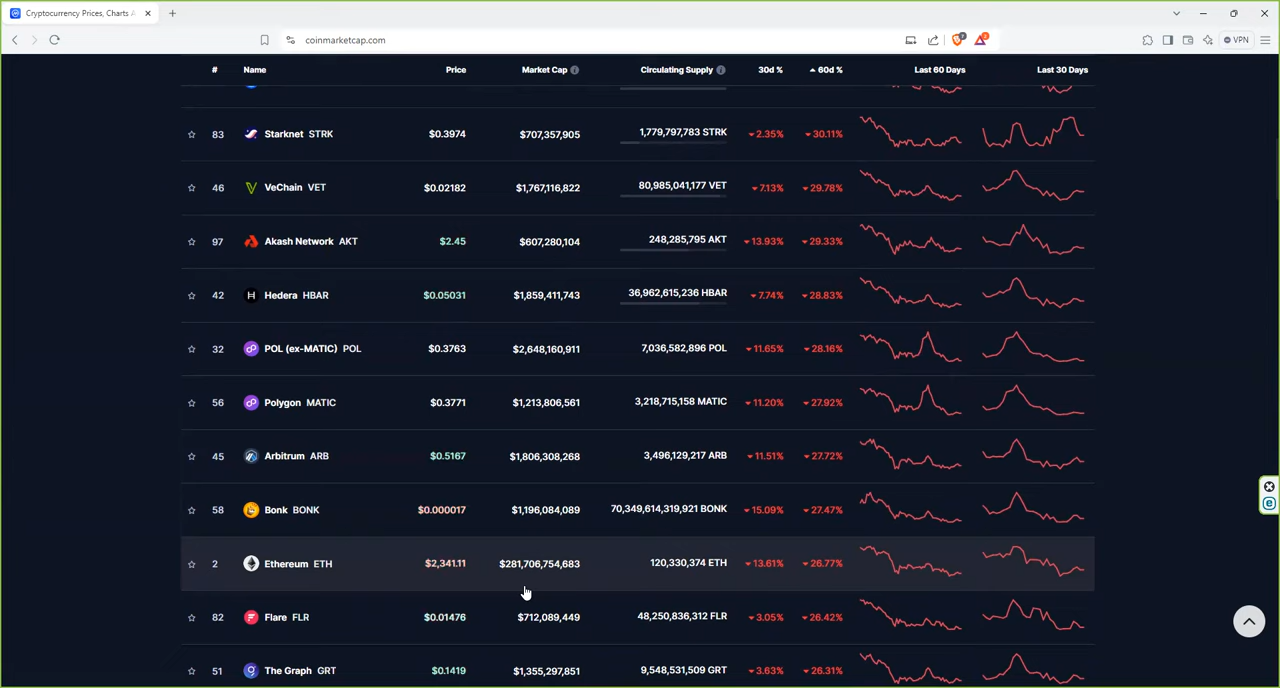 Cryptocurrency Prices, Charts A
coinmarketcap.com
VPN
# Name Price Market Cap Circulating Supply 30d % 60d % Last 60 Days Last 30 Days
83 Starknet STRK $0.3974 $707,357,905 1,779,797,783 STRK 2.35% 30.11%
46 VeChain VET $0.02182 $1,767,116,822 80,985,041,177 VET 7.13% 29.78%
97 Akash Network AKT $2.45 $607,280,104 248,285,795 AKT 13.93% 29.33%
42 Hedera HBAR $0.05031 $1,859,411,743 36,962,615,236 HBAR 7.74% 28.83%
32 POL (ex-MATIC) POL $0.3763 $2,648,160,911 7,036,582,896 POL 11.65% 28.16%
56 Polygon MATIC $0.3771 $1,213,806,561 3,218,715,158 MATIC 11.20% 27.92%
45 Arbitrum ARB $0.5167 $1,806,308,268 3,496,129,217 ARB 11.51% 27.72%
58 Bonk BONK $0.000017 $1,196,084,089 70,349,614,319,921 BONK 15.09% 27.47%
2 Ethereum ETH $2,341.11 $281,706,754,683 120,330,374 ETH 13.61% 26.77%
82 Flare FLR $0.01476 $712,089,449 48,250,836,312 FLR 3.05% 26.42%
51 The Graph GRT $0.1419 $1,355,297,851 9,548,531,509 GRT 3.63% 26.31%